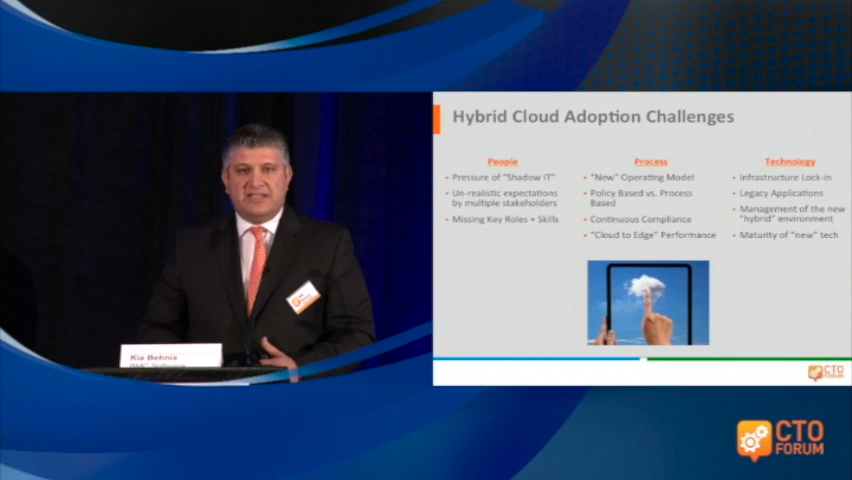 Hybrid Cloud Adoption Challenges
People
- Pressure of "Shadow IT"
- Un-realistic expectations
by multiple stakeholders
- Missing Key Roles + Skills
Process
- "New" Operating Model
- Policy Based vs. Process
Based
- Continuous Compliance
- "Cloud to Edge" Performance
Technology
- Infrastructure Lock-in
- Legacy Applications
- Management of the new
"hybrid" environment
- Maturity of "new" tech
Kia Behnia
BMC Software
CTO
FORUM
CTO
FORUM